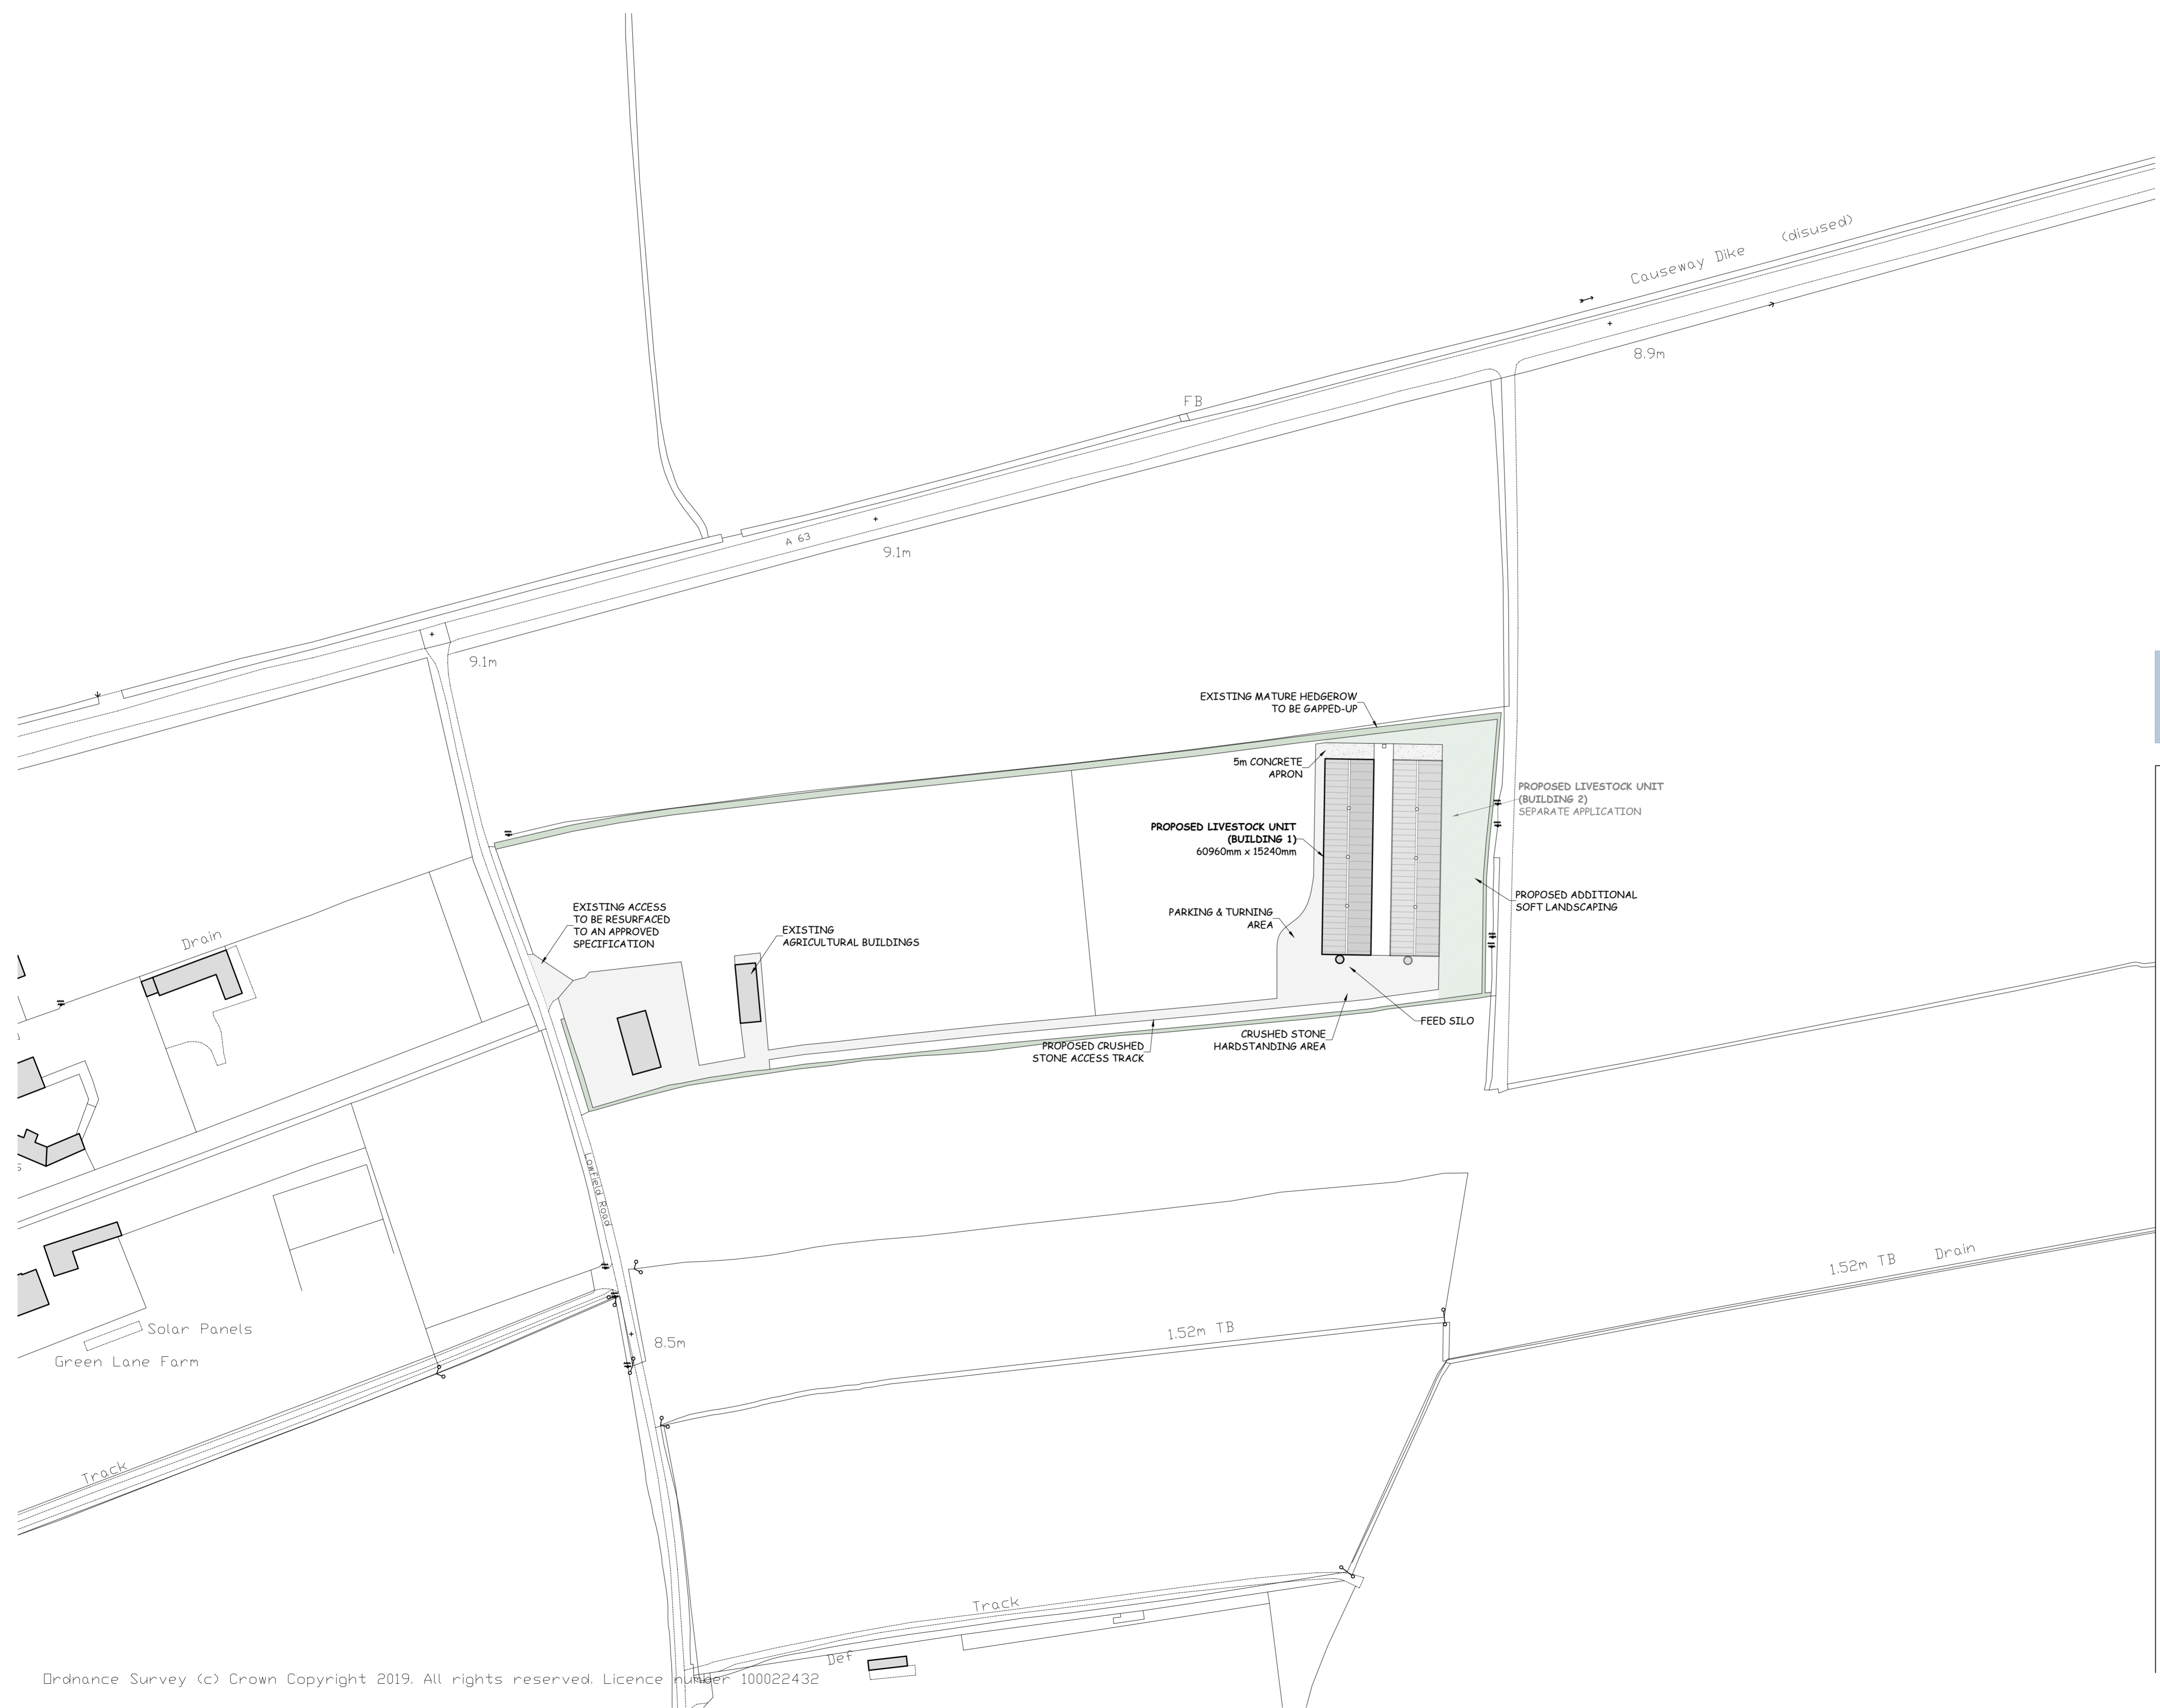 Causeway Dike (disused)
8.9m
FB
A 63
9.1m
9.1m
EXISTING MATURE HEDGEROW
TO BE GAPPED-UP
5m CONCRETE
APRON
PROPOSED LIVESTOCK UNIT
(BUILDING 2)
SEPARATE APPLICATION
PROPOSED LIVESTOCK UNIT
(BUILDING 1)
60960mm x 15240mm
PROPOSED ADDITIONAL
SOFT LANDSCAPING
PARKING & TURNING
AREA
EXISTING ACCESS
TO BE RESURFACED
TO AN APPROVED
SPECIFICATION
EXISTING
AGRICULTURAL BUILDINGS
Drain
FEED SILO
CRUSHED STONE
HARDSTANDING AREA
PROPOSED CRUSHED
STONE ACCESS TRACK
s
Lowfield Road
1.52m TB Drain
Solar Panels
Green Lane Farm
8.5m
1.52m TB
Track
Track
Def
Ordnance Survey (c) Crown Copyright 2019. All rights reserved. Licence number 100022432